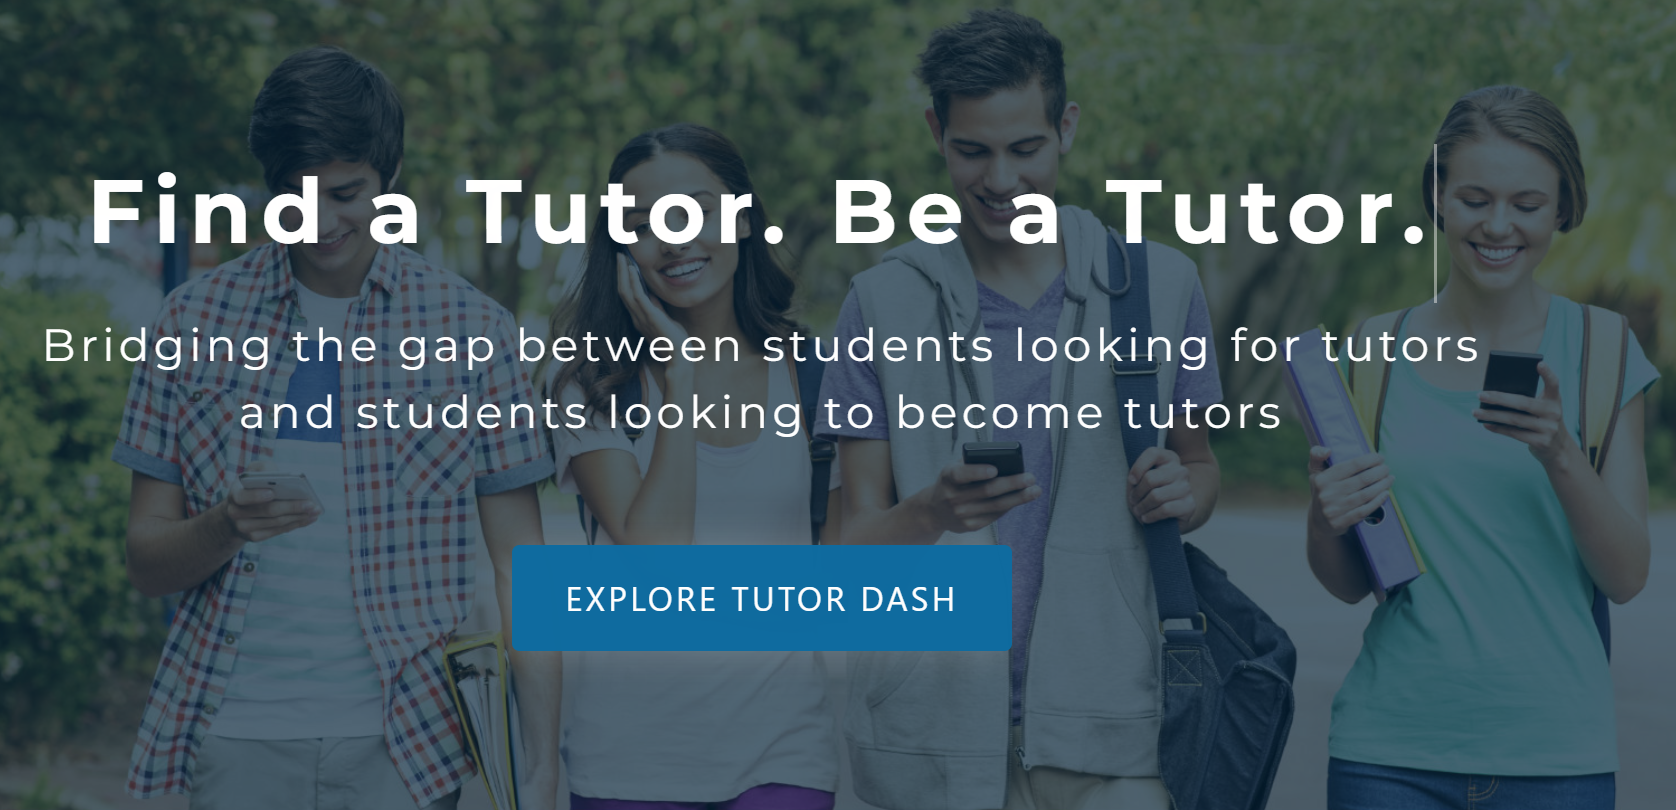 Find a Tutor. Be a Tutor.
Bridging the gap between students looking for tutors
and students looking to become tutors
EXPLORE TUTOR DASH